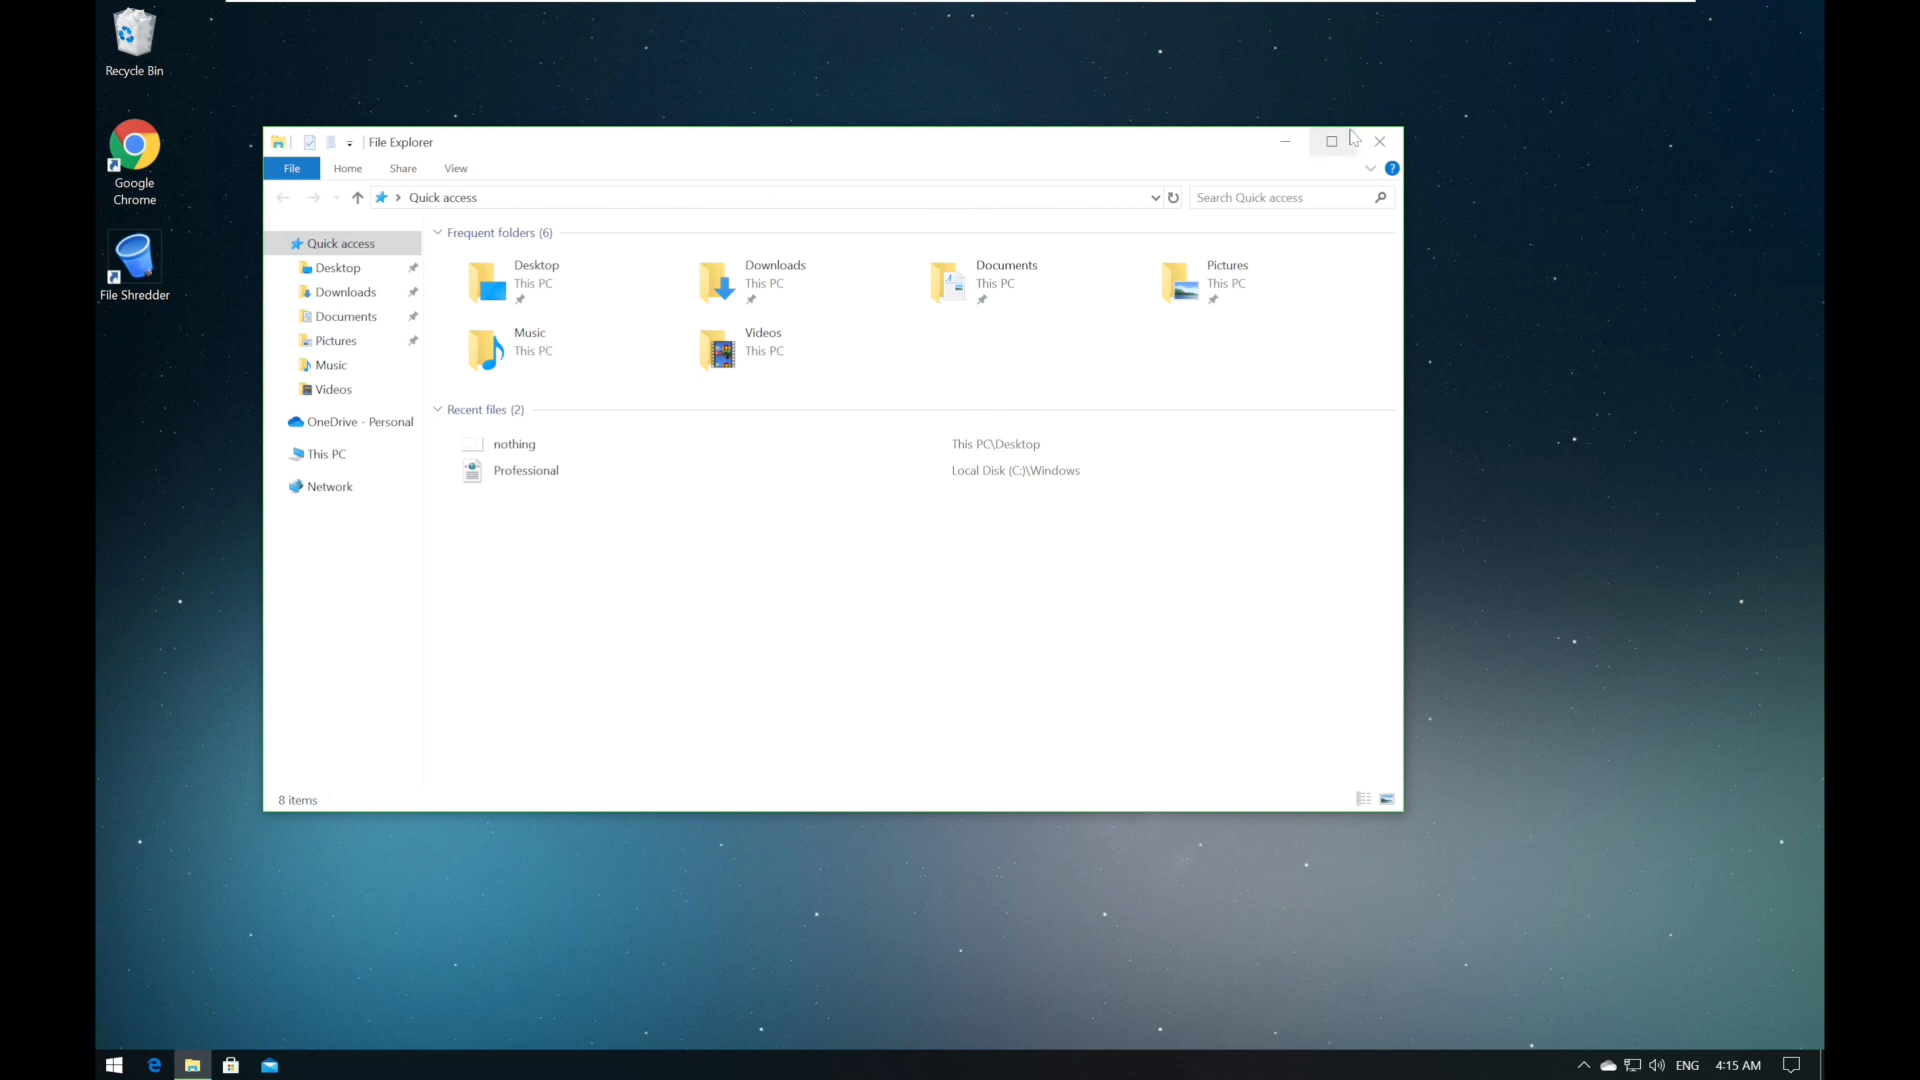 Recycle Bin
Google
Chrome
File Shredder
File Explorer
File Home Share View
Quick access
Search Quick access
Quick access
Desktop
Downloads
Documents
Pictures
Music
Videos
OneDrive - Personal
This PC
Network
Frequent folders (6)
Desktop
This PC
Downloads
This PC
Documents
This PC
Pictures
This PC
Music
This PC
Videos
This PC
Recent files (2)
nothing This PC\Desktop
Professional Local Disk (C:)\Windows
8 items
ENG 4:15 AM